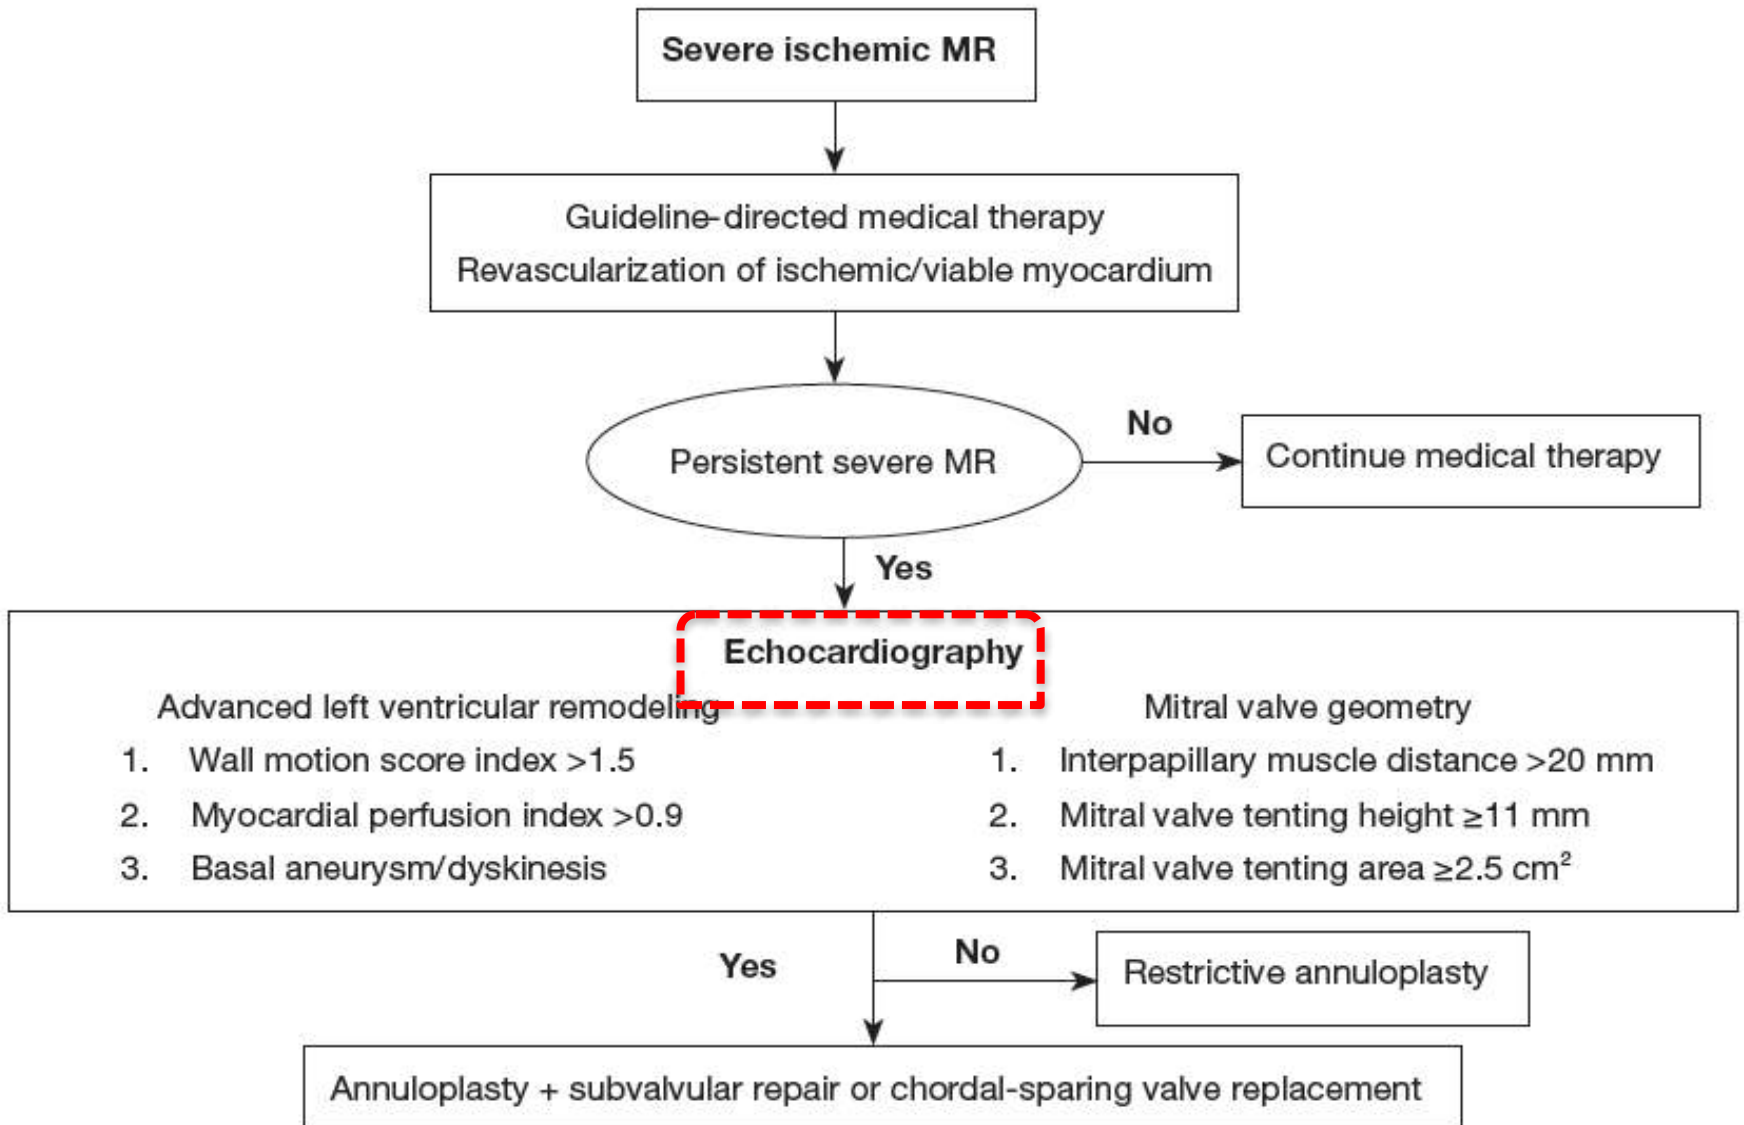 Severe ischemic MR
Guideline-directed medical therapy
Revascularization of ischemic/viable myocardium
Persistent severe MR
No
Continue medical therapy
Yes
Echocardiography
Advanced left ventricular remodeling
1. Wall motion score index >1.5
2. Myocardial perfusion index >0.9
3. Basal aneurysm/dyskinesis
Mitral valve geometry
1. Interpapillary muscle distance >20 mm
2. Mitral valve tenting height ≥11 mm
3. Mitral valve tenting area ≥2.5 cm²
Yes
No
Restrictive annuloplasty
Annuloplasty + subvalvular repair or chordal-sparing valve replacement